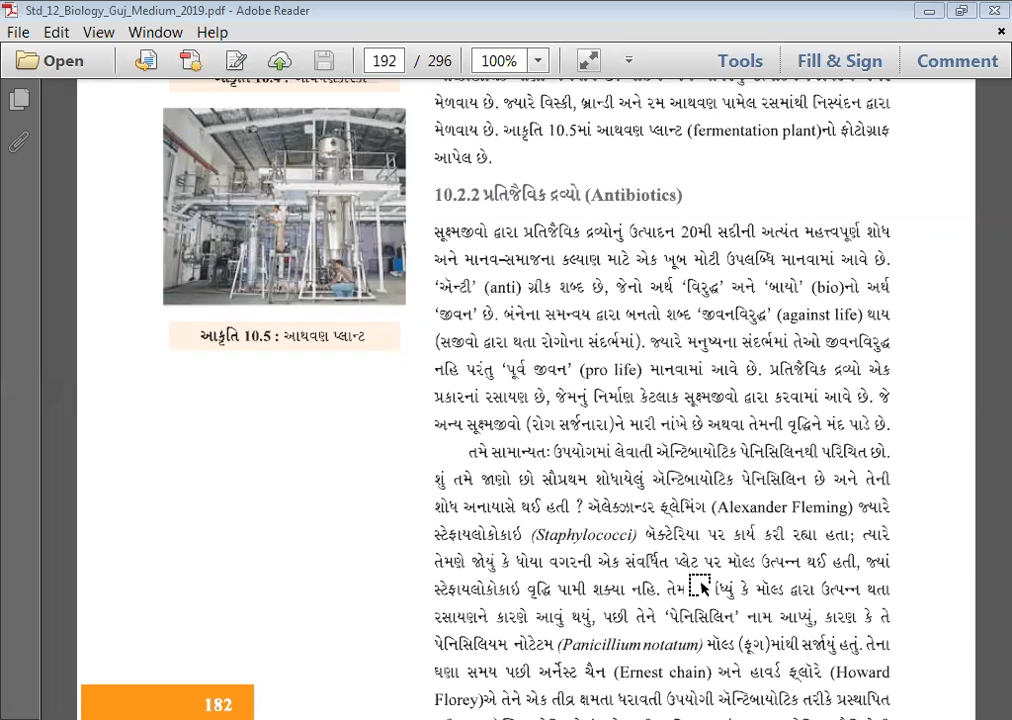 Std_12_Biology_Guj_Medium_2019.pdf - Adobe Reader
File Edit View Window Help
Open 192 / 296 100% Tools Fill & Sign Comment
મેળવાય છે. જ્યારે વિસ્કી, બ્રાન્ડી અને રમ આથવણ પામેલ રસમાંથી નિસ્યંદન દ્વારા
મેળવાય છે. આકૃતિ 10.5માં આથવણ પ્લાન્ટ (fermentation plant)નો ફોટોગ્રાફ
આપેલ છે.
આકૃતિ 10.5 : આથવણ પ્લાન્ટ
10.2.2 પ્રતિજૈવિક દ્રવ્યો (Antibiotics)
સૂક્ષ્મજીવો દ્વારા પ્રતિજૈવિક દ્રવ્યોનું ઉત્પાદન 20મી સદીની અત્યંત મહત્ત્વપૂર્ણ શોધ
અને માનવ-સમાજના કલ્યાણ માટે એક ખૂબ મોટી ઉપલબ્ધિ માનવામાં આવે છે.
‘ઍન્ટી’ (anti) ગ્રીક શબ્દ છે, જેનો અર્થ ‘વિરુદ્ધ’ અને ‘બાયો’ (bio)નો અર્થ
‘જીવન’ છે. બંનેના સમન્વય દ્વારા બનતો શબ્દ ‘જીવનવિરુદ્ધ’ (against life) થાય
(સજીવો દ્વારા થતા રોગોના સંદર્ભમાં). જ્યારે મનુષ્યના સંદર્ભમાં તેઓ જીવનવિરુદ્ધ
નહિ પરંતુ ‘પૂર્વ જીવન’ (pro life) માનવામાં આવે છે. પ્રતિજૈવિક દ્રવ્યો એક
પ્રકારનાં રસાયણ છે, જેમનું નિર્માણ કેટલાક સૂક્ષ્મજીવો દ્વારા કરવામાં આવે છે. જે
અન્ય સૂક્ષ્મજીવો (રોગ સર્જનારા)ને મારી નાંખે છે અથવા તેમની વૃદ્ધિને મંદ પાડે છે.
તમે સામાન્યતઃ ઉપયોગમાં લેવાતી ઍન્ટિબાયોટિક પેનિસિલિનથી પરિચિત છો.
શું તમે જાણો છો સૌપ્રથમ શોધાયેલું ઍન્ટિબાયોટિક પેનિસિલિન છે અને તેની
શોધ અનાયાસે થઈ હતી ? ઍલેક્ઝાન્ડર ફ્લેમિંગ (Alexander Fleming) જ્યારે
સ્ટેફાયલોકોકાઇ (Staphylococci) બૅક્ટેરિયા પર કાર્ય કરી રહ્યા હતા; ત્યારે
તેમણે જોયું કે ધોયા વગરની એક સંવર્ધિત પ્લેટ પર મૉલ્ડ ઉત્પન્ન થઈ હતી, જ્યાં
સ્ટેફાયલોકોકાઇ વૃદ્ધિ પામી શક્યા નહિ. કે મૉલ્ડ દ્વારા ઉત્પન્ન થતા
રસાયણને કારણે આવું થયું, પછી તેને ‘પેનિસિલિન’ નામ આપ્યું, કારણ કે તે
પેનિસિલિયમ નોટેટમ (Panicillium notatum) મૉલ્ડ (ફૂગ)માંથી સર્જાયું હતું. તેના
ઘણા સમય પછી અર્નેસ્ટ ચૈન (Ernest chain) અને હાવર્ડ ફ્લૉરે (Howard
Florey)એ તેને એક તીવ્ર ક્ષમતા ધરાવતી ઉપયોગી ઍન્ટિબાયોટિક તરીકે પ્રસ્થાપિત
182